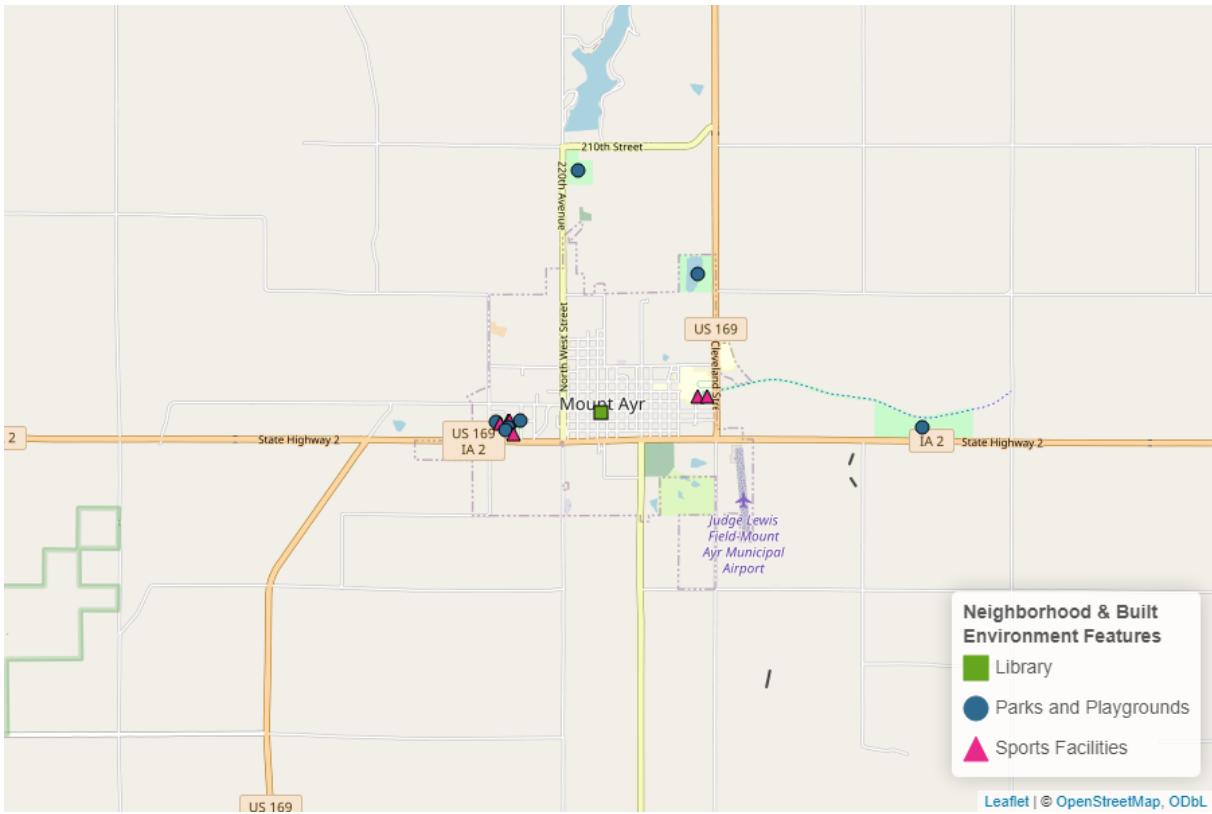 210th Street
220th Avenue
US 169
North West Street
Cleveland Stre
Mount Ayr
2
State Highway 2
US 169
IA 2
IA 2
State Highway 2
Judge Lewis
Field-Mount
Ayr Municipal
Airport
Neighborhood & Built
Environment Features
Library
Parks and Playgrounds
Sports Facilities
US 169
Leaflet | © OpenStreetMap, ODbL